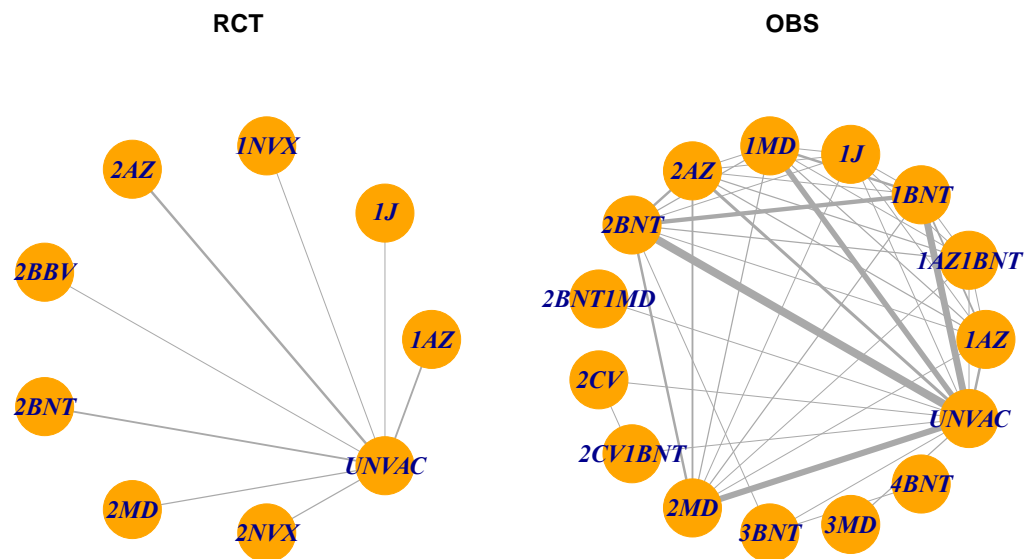 RCT
1NVX
2AZ
1J
2BBV
1AZ
2BNT
UNVAC
2MD
2NVX
OBS
1MD
1J
2AZ
1BNT
2BNT
1AZ1BNT
2BNT1MD
1AZ
2CV
UNVAC
2CV1BNT
4BNT
2MD
3MD
3BNT